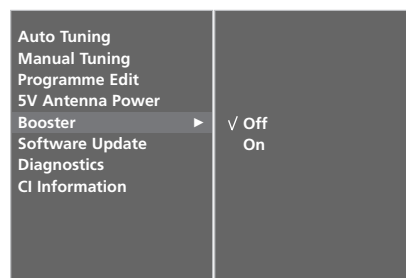 Auto Tuning
Manual Tuning
Programme Edit
5V Antenna Power
Booster ►
Software Update
Diagnostics
CI Information
√ Off
On